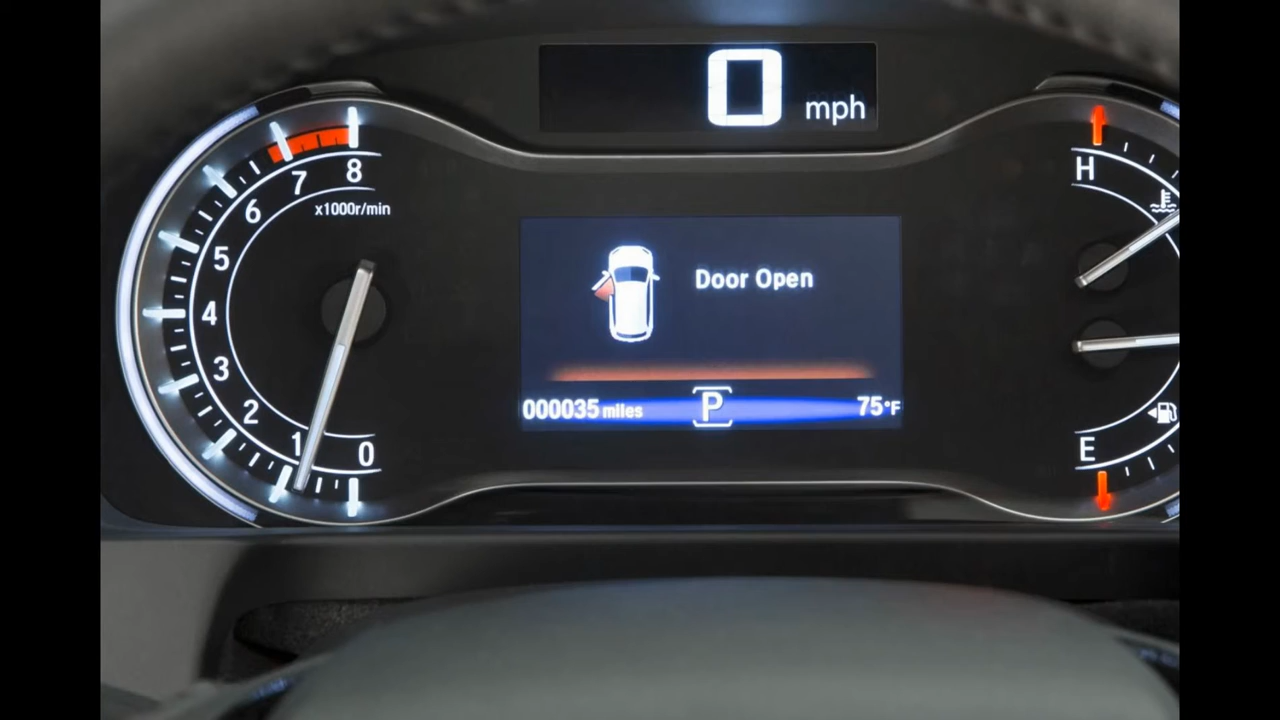 0 mph
8
7
6
x1000r/min
5
4
3
2
1
0
Door Open
000035 miles
P
75°F
H
E